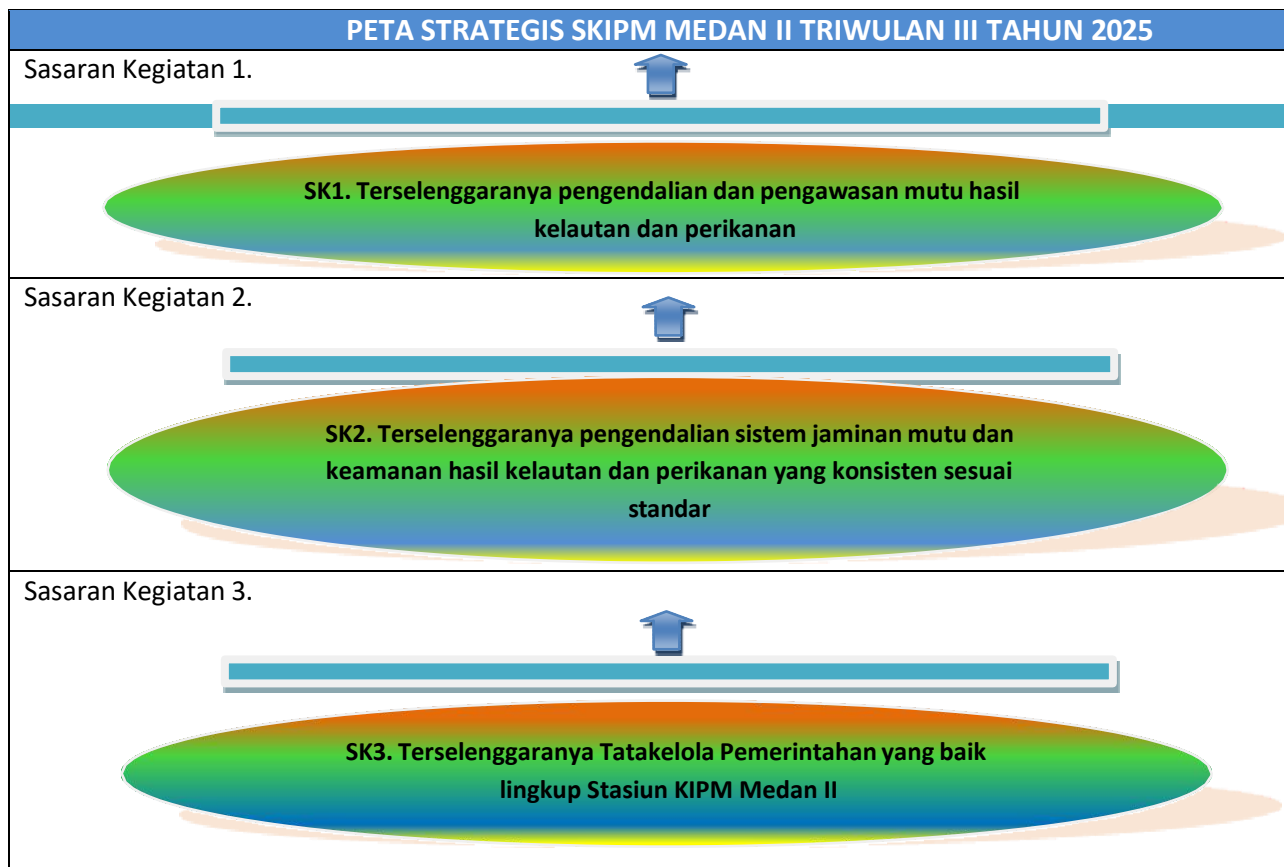 PETA STRATEGIS SKIPM MEDAN II TRIWULAN III TAHUN 2025
Sasaran Kegiatan 1.
SK1. Terselenggaranya pengendalian dan pengawasan mutu hasil
kelautan dan perikanan
Sasaran Kegiatan 2.
SK2. Terselenggaranya pengendalian sistem jaminan mutu dan
keamanan hasil kelautan dan perikanan yang konsisten sesuai
standar
Sasaran Kegiatan 3.
SK3. Terselenggaranya Tatakelola Pemerintahan yang baik
lingkup Stasiun KIPM Medan II